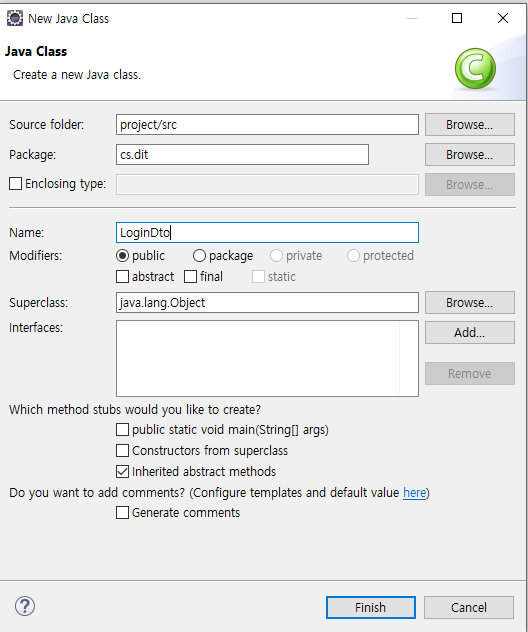 New Java Class
Java Class
Create a new Java class.
Source folder: project/src Browse...
Package: cs.dit Browse...
Enclosing type: Browse...
Name: LoginDto
Modifiers: public package private protected
abstract final static
Superclass: java.lang.Object Browse...
Interfaces: Add...
Remove
Which method stubs would you like to create?
public static void main(String[] args)
Constructors from superclass
Inherited abstract methods
Do you want to add comments? (Configure templates and default value here)
Generate comments
? Finish Cancel